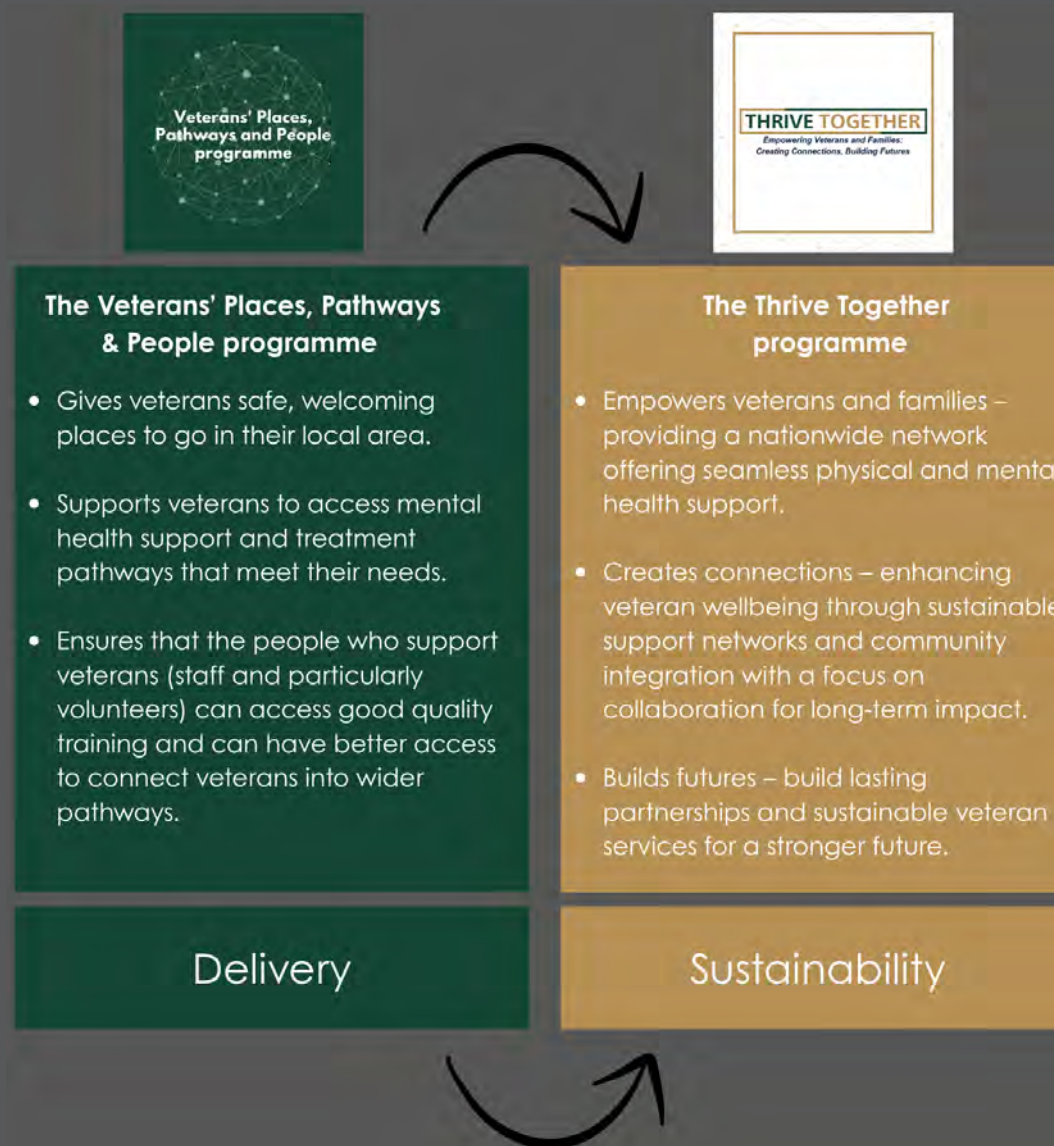 Veterans' Places,
Pathways and People
programme
THRIVE TOGETHER
Empowering Veterans and Families:
Creating Connections, Building Futures
The Veterans' Places, Pathways
& People programme
• Gives veterans safe, welcoming
places to go in their local area.
• Supports veterans to access mental
health support and treatment
pathways that meet their needs.
• Ensures that the people who support
veterans (staff and particularly
volunteers) can access good quality
training and can have better access
to connect veterans into wider
pathways.
Delivery
The Thrive Together
programme
• Empowers veterans and families –
providing a nationwide network
offering seamless physical and menta
health support.
• Creates connections – enhancing
veteran wellbeing through sustainable
support networks and community
integration with a focus on
collaboration for long-term impact.
• Builds futures – build lasting
partnerships and sustainable veteran
services for a stronger future.
Sustainability